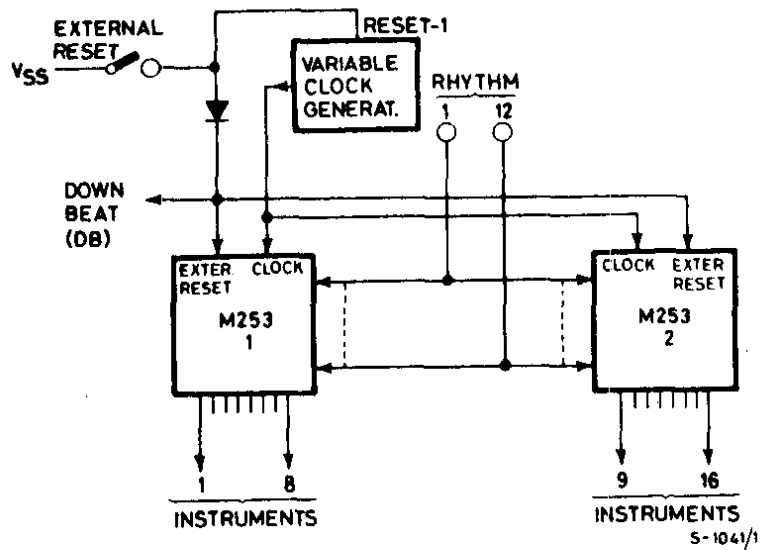 EXTERNAL
RESET
VSS
RESET-1
VARIABLE
CLOCK
GENERAT.
RHYTHM
1 12
DOWN
BEAT
(DB)
EXTER. CLOCK
RESET
M253
1
CLOCK EXTER
RESET
M253
2
1 8
INSTRUMENTS
9 16
INSTRUMENTS
S-1041/1